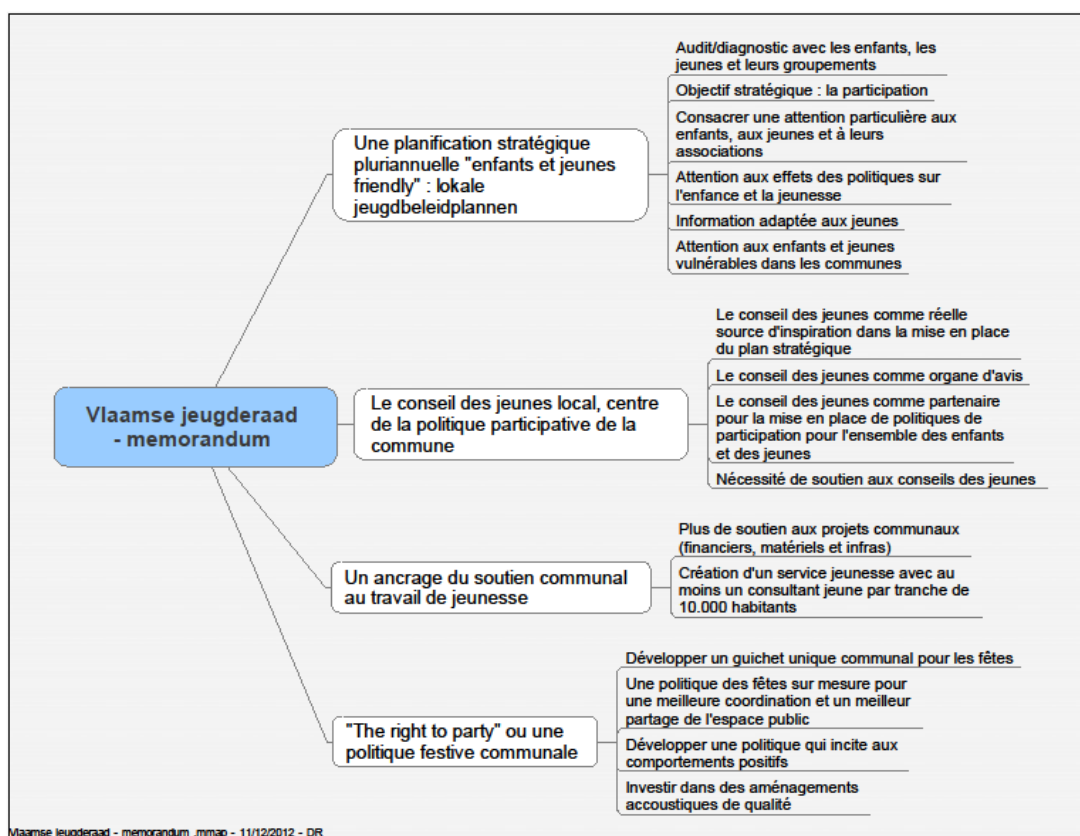 Audit/diagnostic avec les enfants, les
jeunes et leurs groupements
Objectif stratégique : la participation
Consacrer une attention particulière aux
enfants, aux jeunes et à leurs
associations
Une planification stratégique
pluriannuelle "enfants et jeunes
friendly" : lokale
jeugdbeleidplannen
Attention aux effets des politiques sur
l'enfance et la jeunesse
Information adaptée aux jeunes
Attention aux enfants et jeunes
vulnérables dans les communes
Le conseil des jeunes comme réelle
source d'inspiration dans la mise en place
du plan stratégique
Le conseil des jeunes comme organe d'avis
Vlaamse jeugderaad
- memorandum
Le conseil des jeunes local, centre
de la politique participative de la
commune
Le conseil des jeunes comme partenaire
pour la mise en place de politiques de
participation pour l'ensemble des enfants
et des jeunes
Nécessité de soutien aux conseils des jeunes
Plus de soutien aux projets communaux
(financiers, matériels et infras)
Un ancrage du soutien communal
au travail de jeunesse
Création d'un service jeunesse avec au
moins un consultant jeune par tranche de
10.000 habitants
Développer un guichet unique communal pour les fêtes
Une politique des fêtes sur mesure pour
une meilleure coordination et un meilleur
partage de l'espace public
"The right to party" ou une
politique festive communale
Développer une politique qui incite aux
comportements positifs
Investir dans des aménagements
accoustiques de qualité
Vlaamse jeugderaad - memorandum .mmap - 11/12/2012 - DR